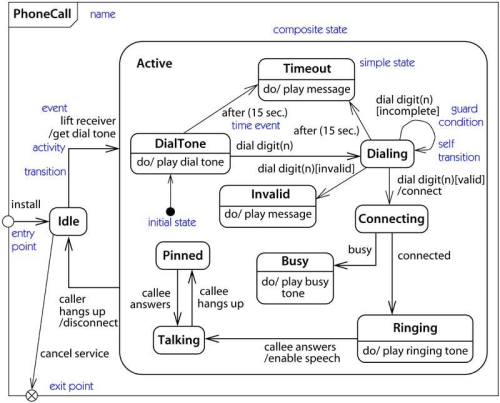 PhoneCall
name
composite state
Active
Timeout
do/ play message
simple state
event
lift receiver
/get dial tone
activity
transition
after (15 sec.)
time event
after (15 sec.)
dial digit(n)
[incomplete]
guard
condition
self
transition
DialTone
do/ play dial tone
dial digit(n)
Dialing
dial digit(n)[invalid]
dial digit(n)[valid]
/connect
Invalid
do/ play message
initial state
install
Idle
entry
point
Connecting
Pinned
busy
connected
Busy
do/ play busy
tone
callee
answers
callee
hangs up
caller
hangs up
/disconnect
Talking
callee answers
/enable speech
Ringing
do/ play ringing tone
cancel service
exit point